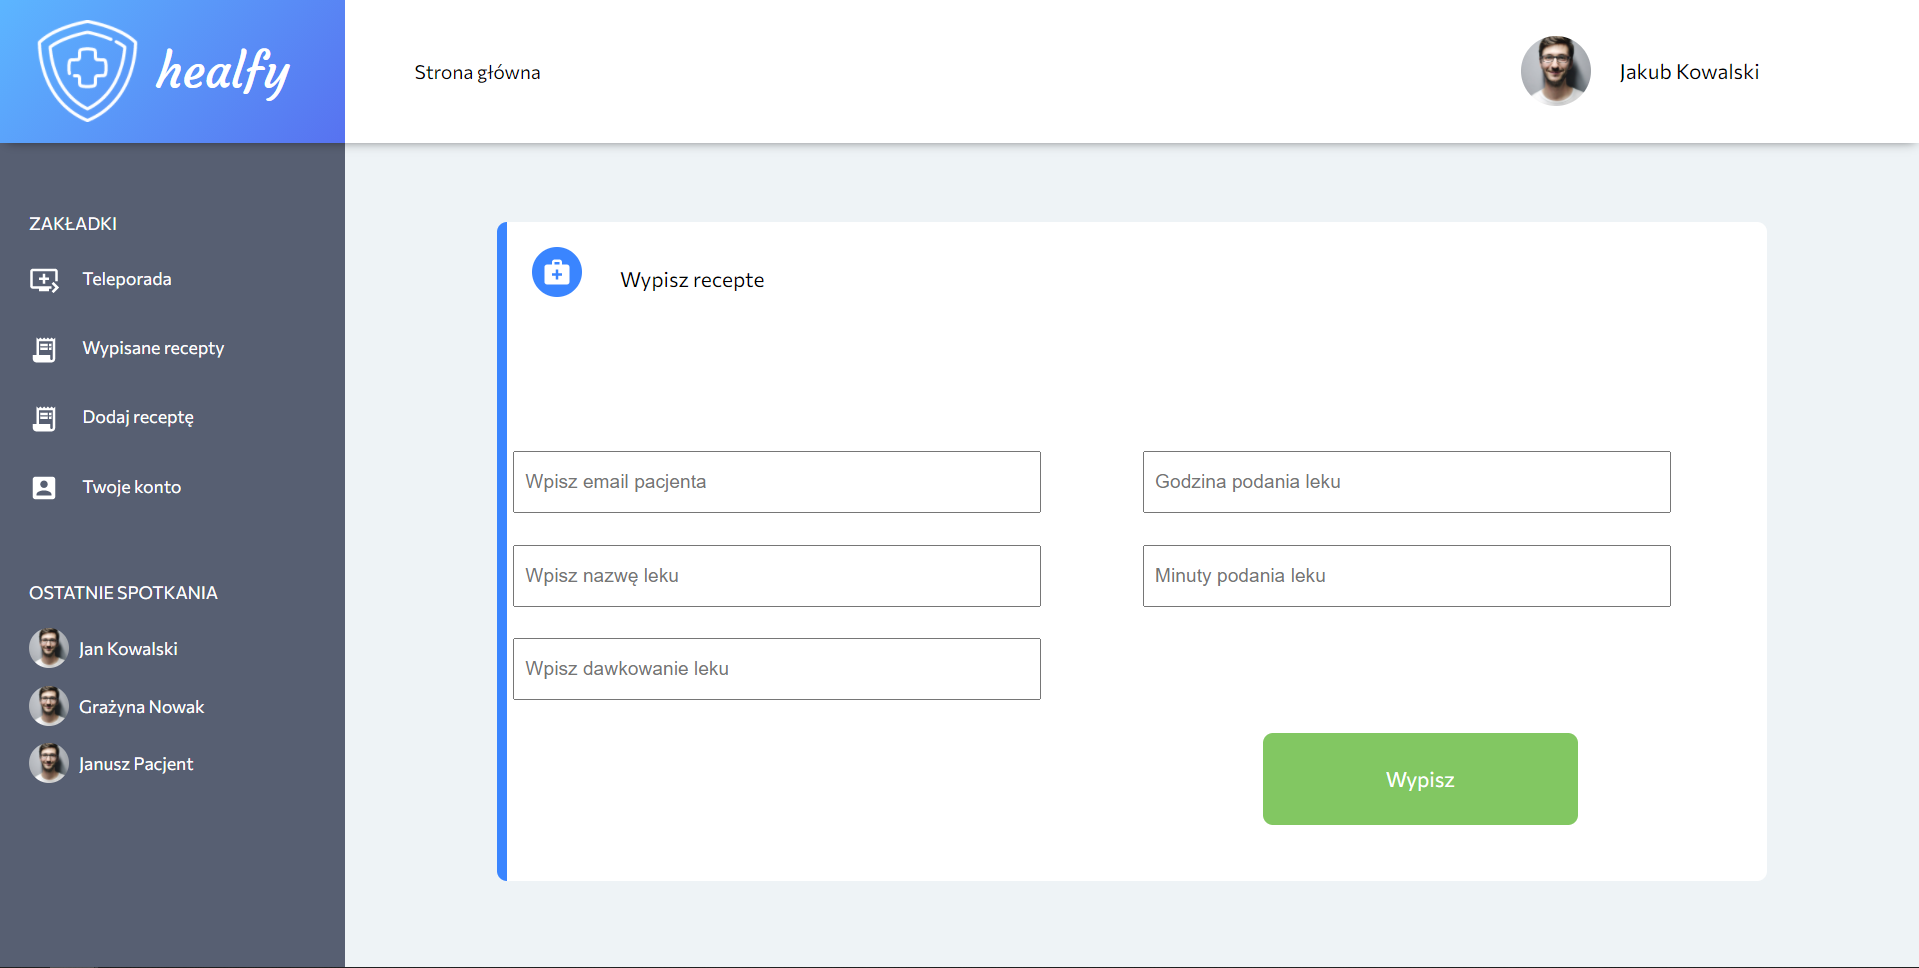 healfy
Strona główna
Jakub Kowalski
ZAKŁADKI
Teleporada
Wypisane recepty
Dodaj receptę
Twoje konto
OSTATNIE SPOTKANIA
Jan Kowalski
Grażyna Nowak
Janusz Pacjent
Wypisz recepte
Wpisz email pacjenta
Godzina podania leku
Wpisz nazwę leku
Minuty podania leku
Wpisz dawkowanie leku
Wypisz